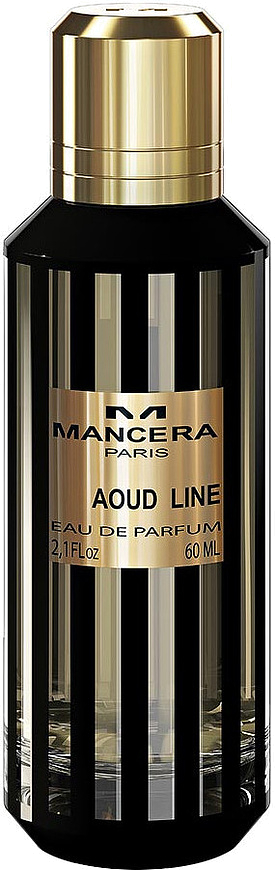 M
MANCERA
PARIS
AOUD LINE
EAU DE PARFUM
2,1FLoz 60 ML